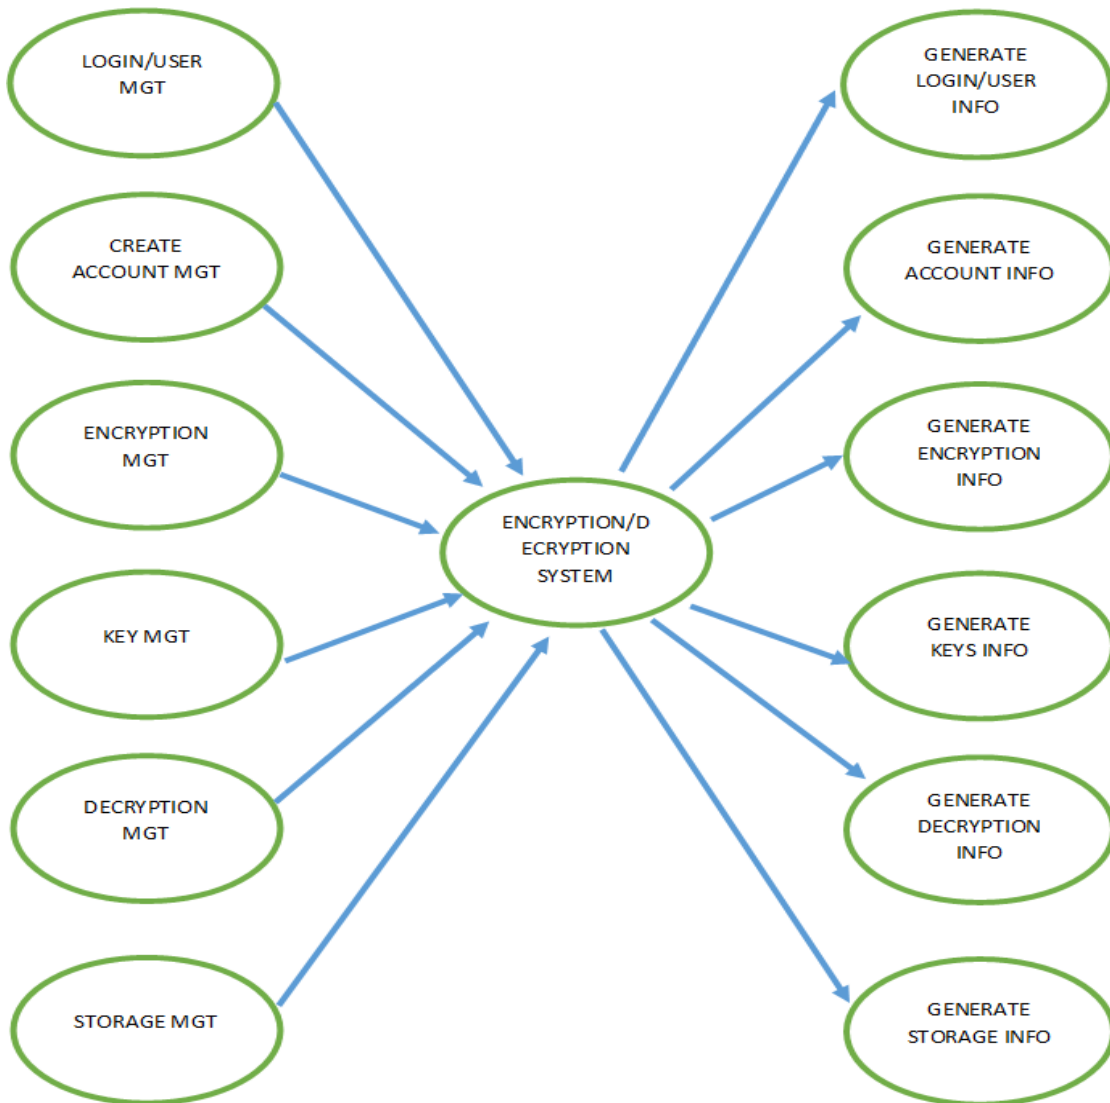 LOGIN/USER
MGT
CREATE
ACCOUNT MGT
ENCRYPTION
MGT
KEY MGT
DECRYPTION
MGT
STORAGE MGT
ENCRYPTION/D
ECRYPTION
SYSTEM
GENERATE
LOGIN/USER
INFO
GENERATE
ACCOUNT INFO
GENERATE
ENCRYPTION
INFO
GENERATE
KEYS INFO
GENERATE
DECRYPTION
INFO
GENERATE
STORAGE INFO